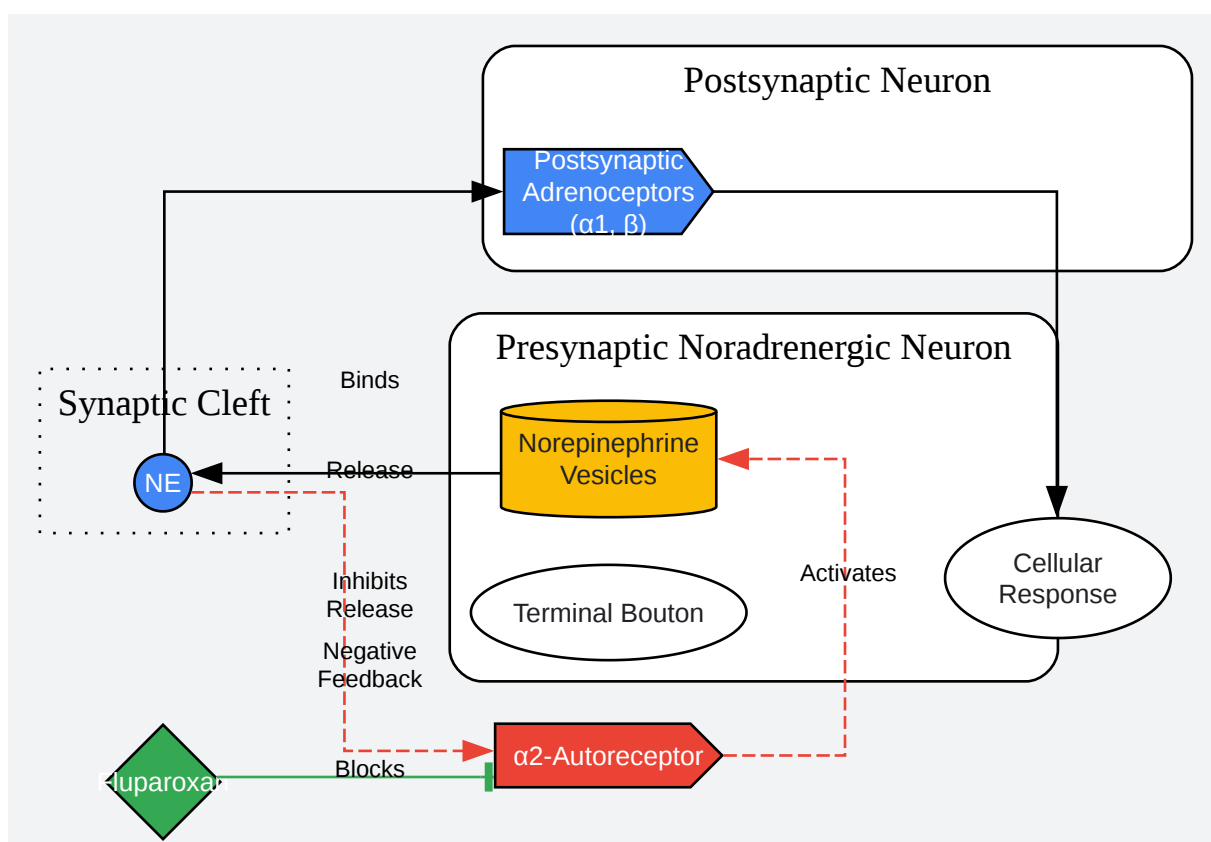 Postsynaptic Neuron
Postsynaptic
Adrenoceptors
(α1, β)
Presynaptic Noradrenergic Neuron
Synaptic Cleft
Binds
Norepinephrine
Vesicles
Release
NE
Inhibits
Release
Activates
Cellular
Response
Terminal Bouton
Negative
Feedback
α2-Autoreceptor
Blocks
Fluparoxan